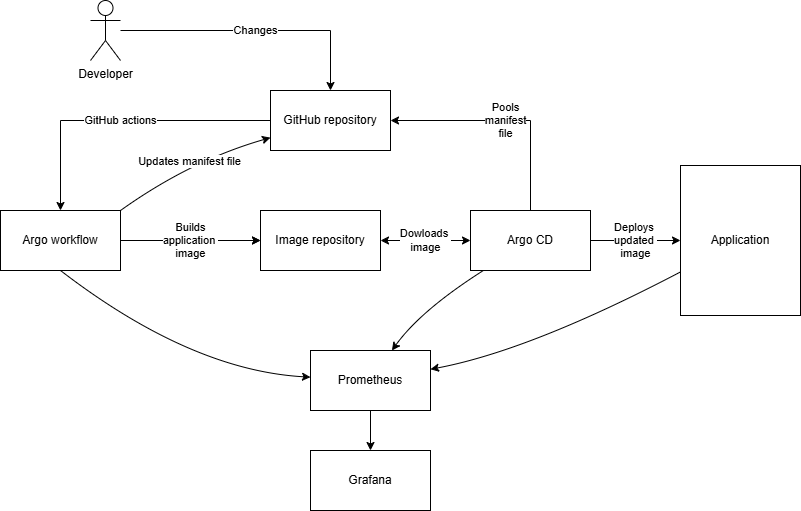 Changes
Developer
GitHub repository
GitHub actions
Pools
manifest
file
Updates manifest file
Argo workflow
Builds
application
image
Image repository
Dowloads
image
Argo CD
Deploys
updated
image
Application
Prometheus
Grafana